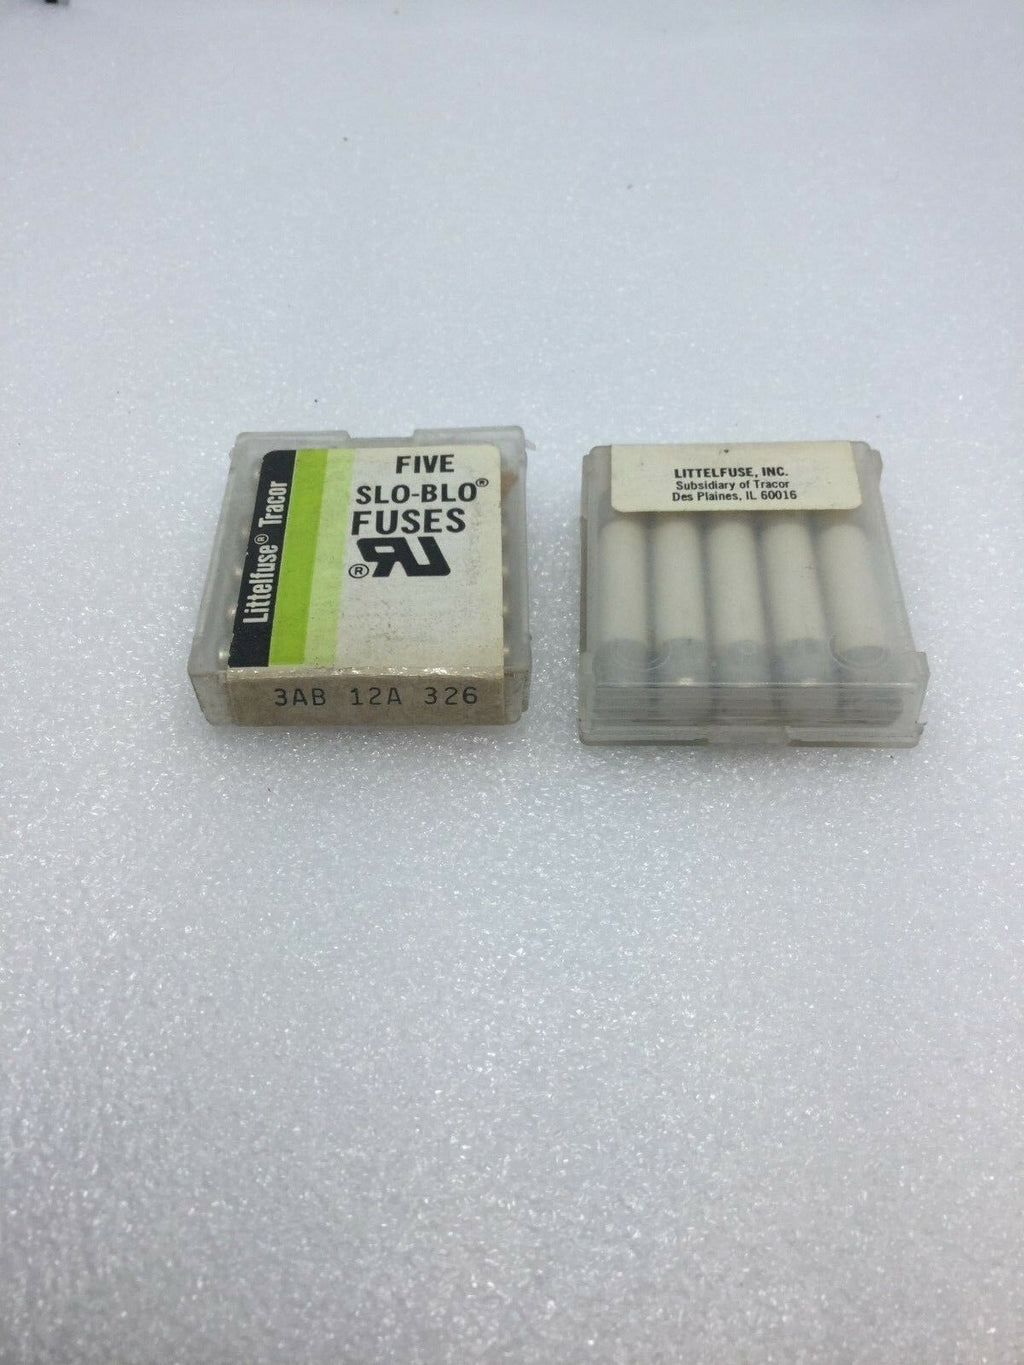 Littelfuse® Tracor
FIVE
SLO-BLO®
FUSES
®
3AB 12A 326
LITTELFUSE, INC.
Subsidiary of Tracor
Des Plaines, IL 60016